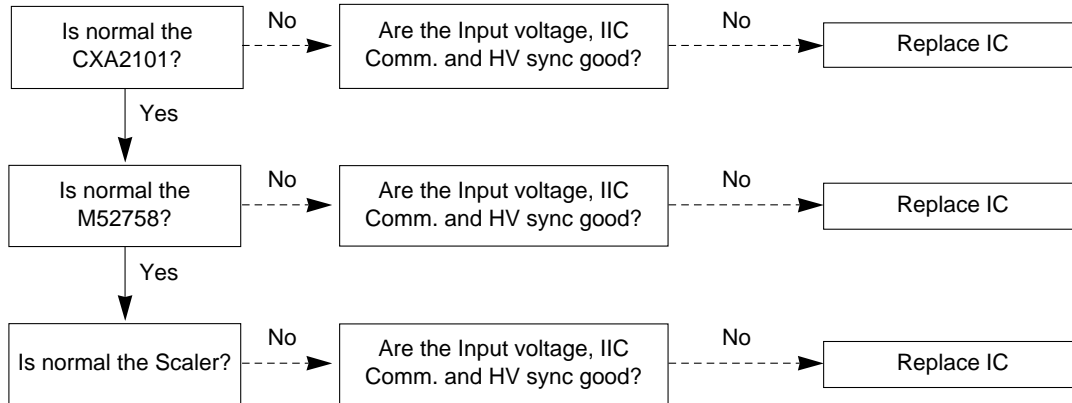 Is normal the
CXA2101?
No
Are the Input voltage, IIC
Comm. and HV sync good?
No
Replace IC
Yes
Is normal the
M52758?
No
Are the Input voltage, IIC
Comm. and HV sync good?
No
Replace IC
Yes
Is normal the Scaler?
No
Are the Input voltage, IIC
Comm. and HV sync good?
No
Replace IC